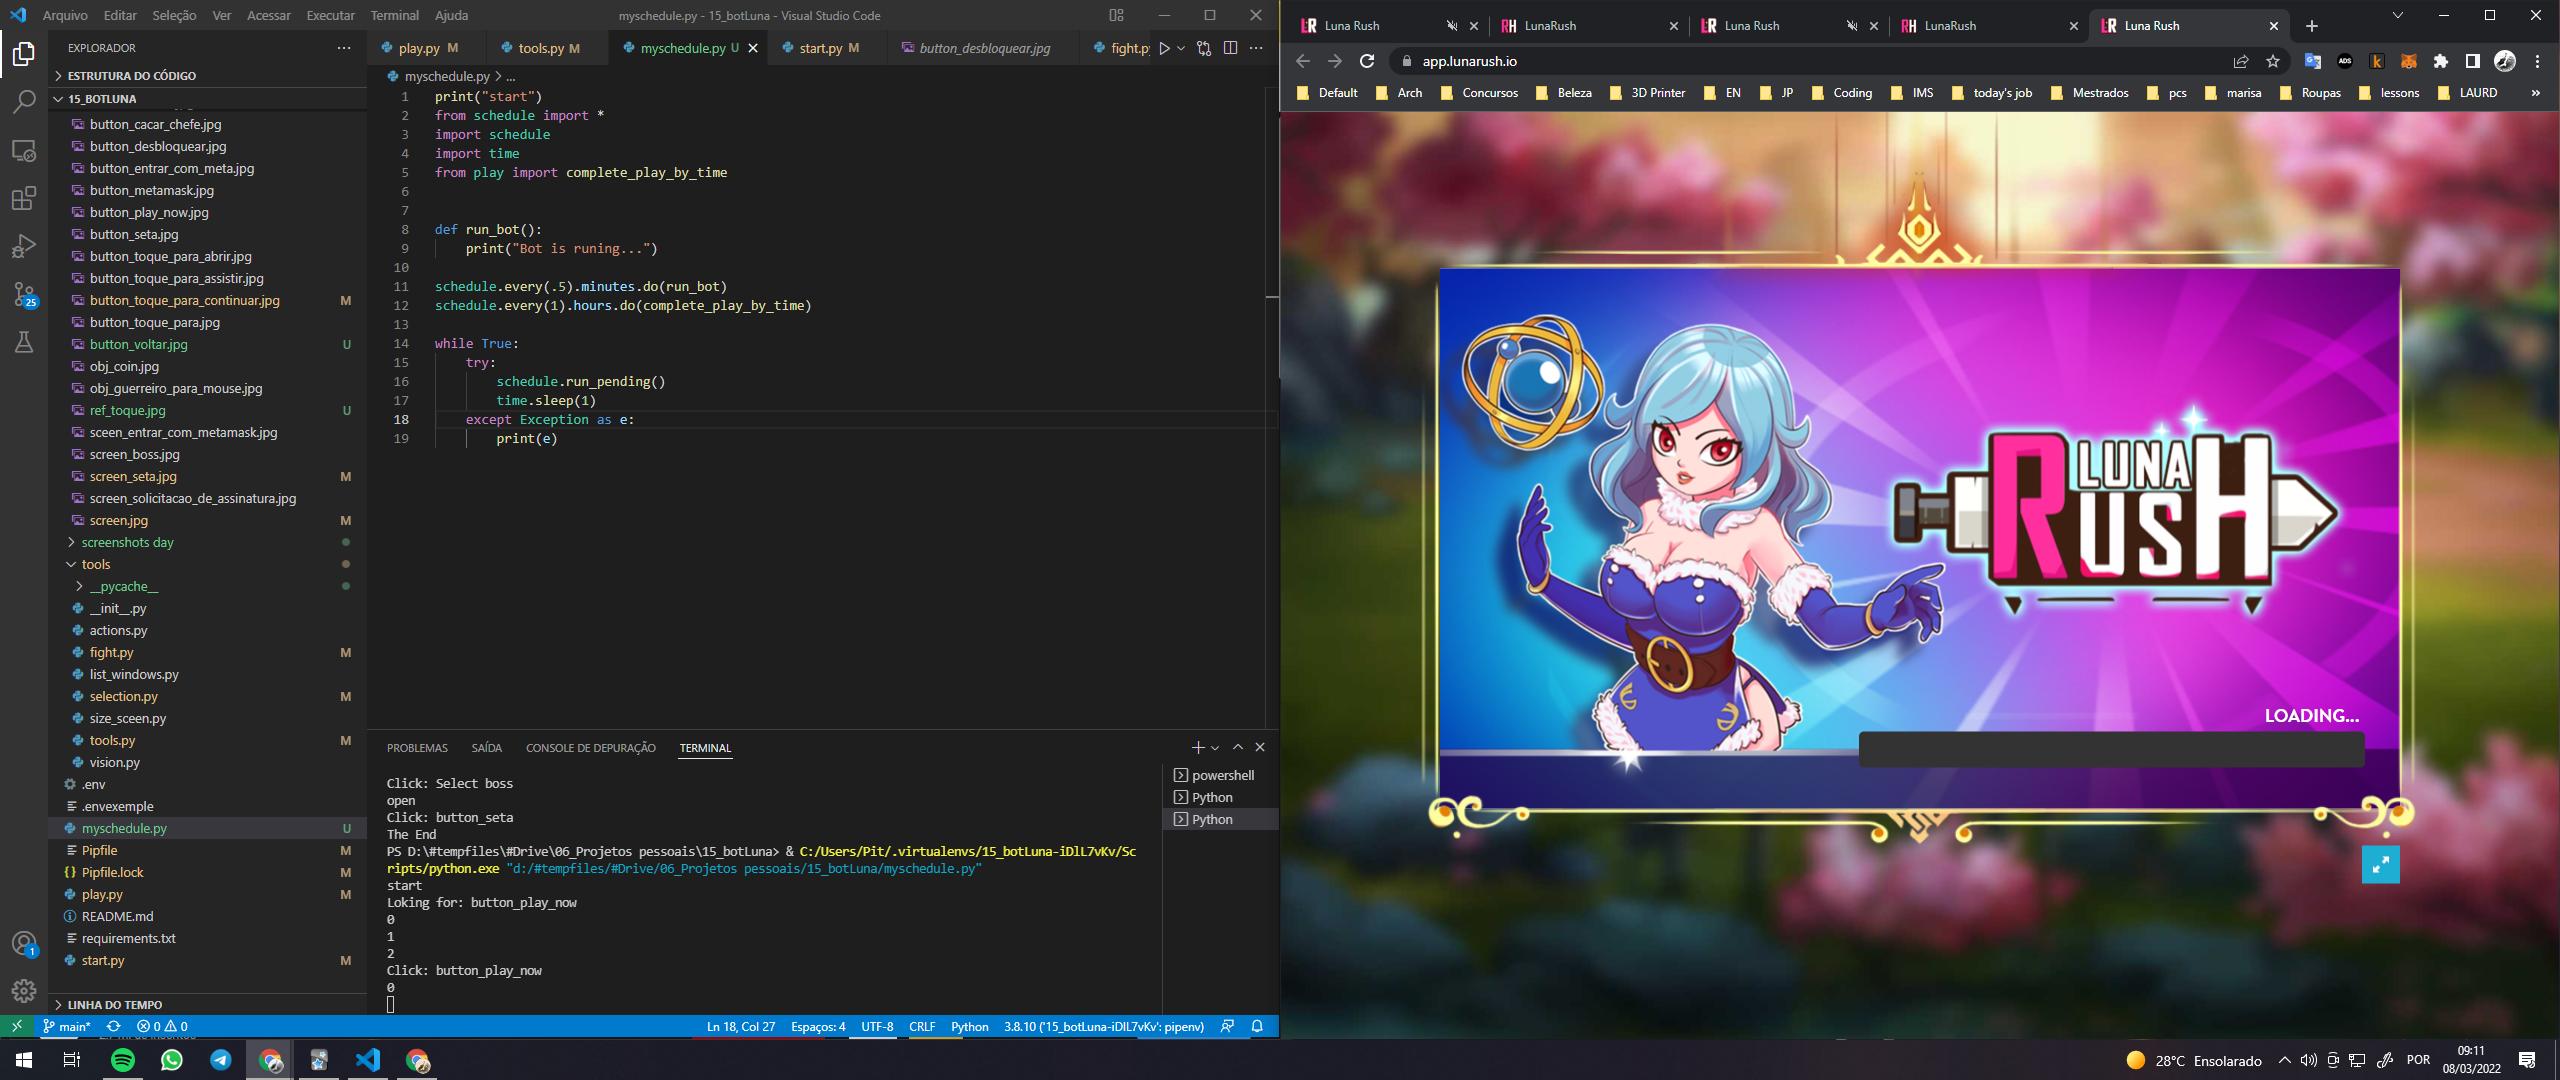 Arquivo Editar Seleção Ver Acessar Executar Terminal Ajuda
myschedule.py - 15_botLuna - Visual Studio Code
EXPLORADOR
ESTRUTURA DO CÓDIGO
15_BOTLUNA
button_cacar_chefe.jpg
button_desbloquear.jpg
button_entrar_com_meta.jpg
button_metamask.jpg
button_play_now.jpg
button_seta.jpg
button_toque_para_abrir.jpg
button_toque_para_assistir.jpg
button_toque_para_continuar.jpg M
button_toque_para.jpg
button_voltar.jpg U
obj_coin.jpg
obj_guerreiro_para_mouse.jpg
ref_toque.jpg U
sceen_entrar_com_metamask.jpg
screen_boss.jpg
screen_seta.jpg M
screen_solicitacao_de_assinatura.jpg
screen.jpg M
screenshots day
tools
__pycache__
__init__.py
actions.py
fight.py M
list_windows.py
selection.py M
size_sceen.py
tools.py M
vision.py
.env
.envexemple
myschedule.py U
Pipfile M
Pipfile.lock M
play.py M
README.md
requirements.txt
start.py M
LINHA DO TEMPO
25
1
play.py M tools.py M myschedule.py U start.py M button_desbloquear.jpg fight.py
myschedule.py > ...
1 print("start")
2 from schedule import *
3 import schedule
4 import time
5 from play import complete_play_by_time
6
7
8 def run_bot():
9 print("Bot is runing...")
10
11 schedule.every(.5).minutes.do(run_bot)
12 schedule.every(1).hours.do(complete_play_by_time)
13
14 while True:
15 try:
16 schedule.run_pending()
17 time.sleep(1)
18 except Exception as e:
19 print(e)
PROBLEMAS SAÍDA CONSOLE DE DEPURAÇÃO TERMINAL
Click: Select boss
open
Click: button_seta
The End
PS D:\#tempfiles\#Drive\06_Projetos pessoais\15_botLuna> & C:/Users/Pit/.virtualenvs/15_botLuna-iDlL7vKv/Sc
ripts/python.exe "d:/#tempfiles/#Drive/06_Projetos pessoais/15_botLuna/myschedule.py"
start
Loking for: button_play_now
0
1
2
Click: button_play_now
0
powershell
Python
Python
main* 0 0 Ln 18, Col 27 Espaços: 4 UTF-8 CRLF Python 3.8.10 ('15_botLuna-iDlL7vKv': pipenv)
Luna Rush LunaRush Luna Rush LunaRush Luna Rush
app.lunarush.io
ADS
Default Arch Concursos Beleza 3D Printer EN JP Coding IMS today's job Mestrados pcs marisa Roupas lessons LAURD »
LUNA
RUSH
LOADING...
28°C Ensolarado POR
09:11
08/03/2022